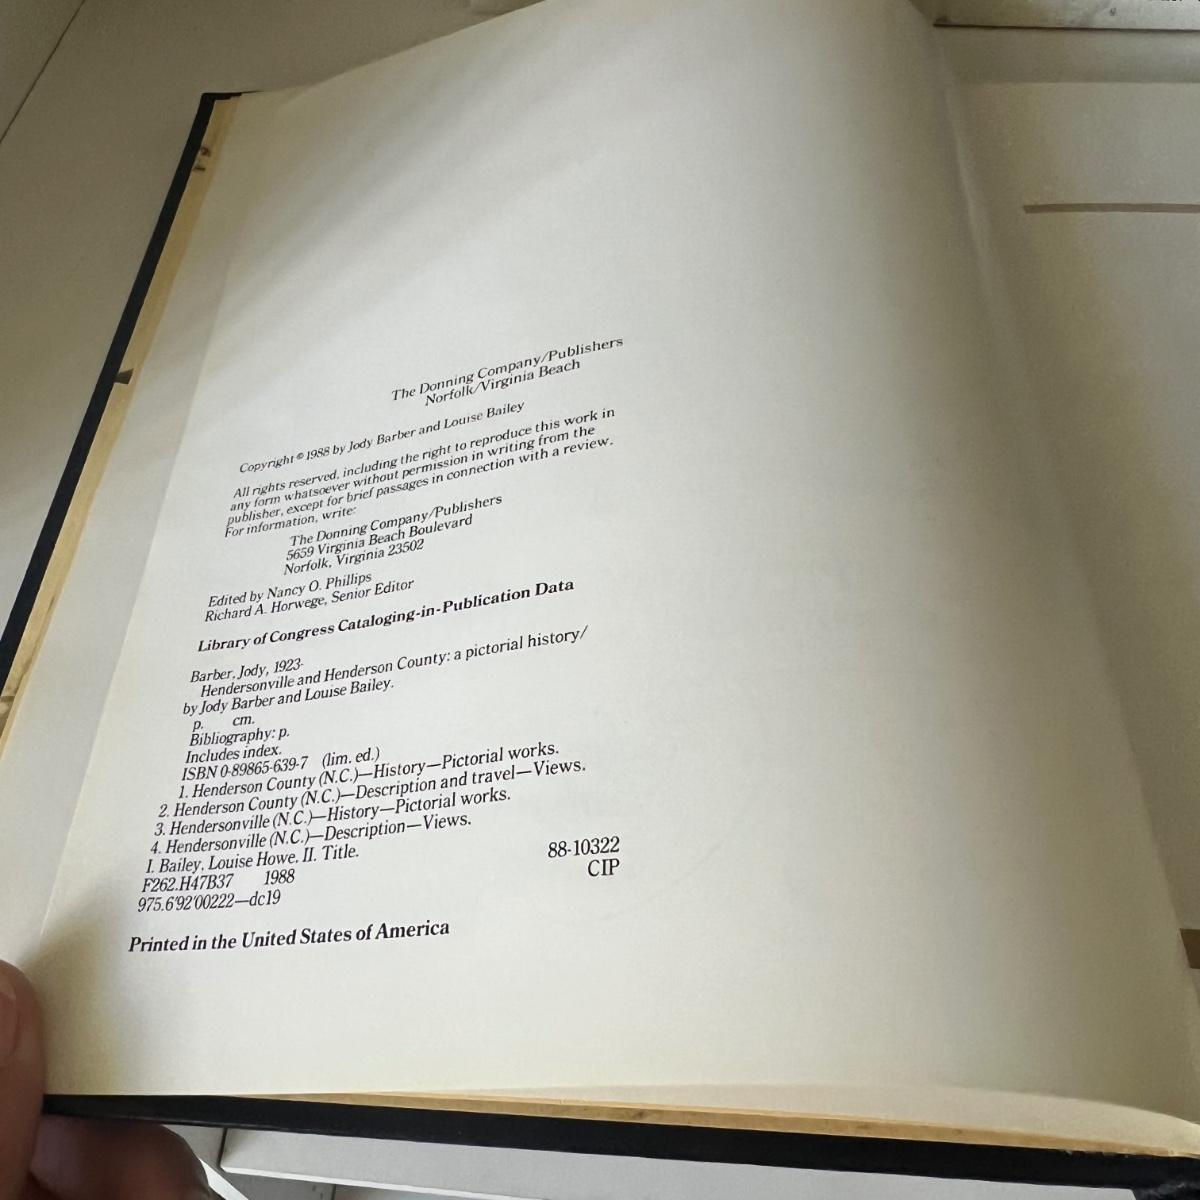 The Donning Company/Publishers
Norfolk/Virginia Beach
Copyright © 1988 by Jody Barber and Louise Bailey
All rights reserved, including the right to reproduce this work in
any form whatsoever without permission in writing from the
publisher, except for brief passages in connection with a review.
For information, write:
The Donning Company/Publishers
5659 Virginia Beach Boulevard
Norfolk, Virginia 23502
Edited by Nancy O. Phillips
Richard A. Horwege, Senior Editor
Library of Congress Cataloging-in-Publication Data
Barber, Jody, 1923-
Hendersonville and Henderson County: a pictorial history/
by Jody Barber and Louise Bailey.
p. cm.
Bibliography: p.
Includes index.
ISBN 0-89865-639-7 (lim. ed.)
1. Henderson County (N.C.)—History—Pictorial works.
2. Henderson County (N.C.)—Description and travel—Views.
3. Hendersonville (N.C.)—History—Pictorial works.
4. Hendersonville (N.C.)—Description—Views.
I. Bailey, Louise Howe. II. Title.
F262.H47B37 1988
975.6'92'00222—dc19
88-10322
CIP
Printed in the United States of America